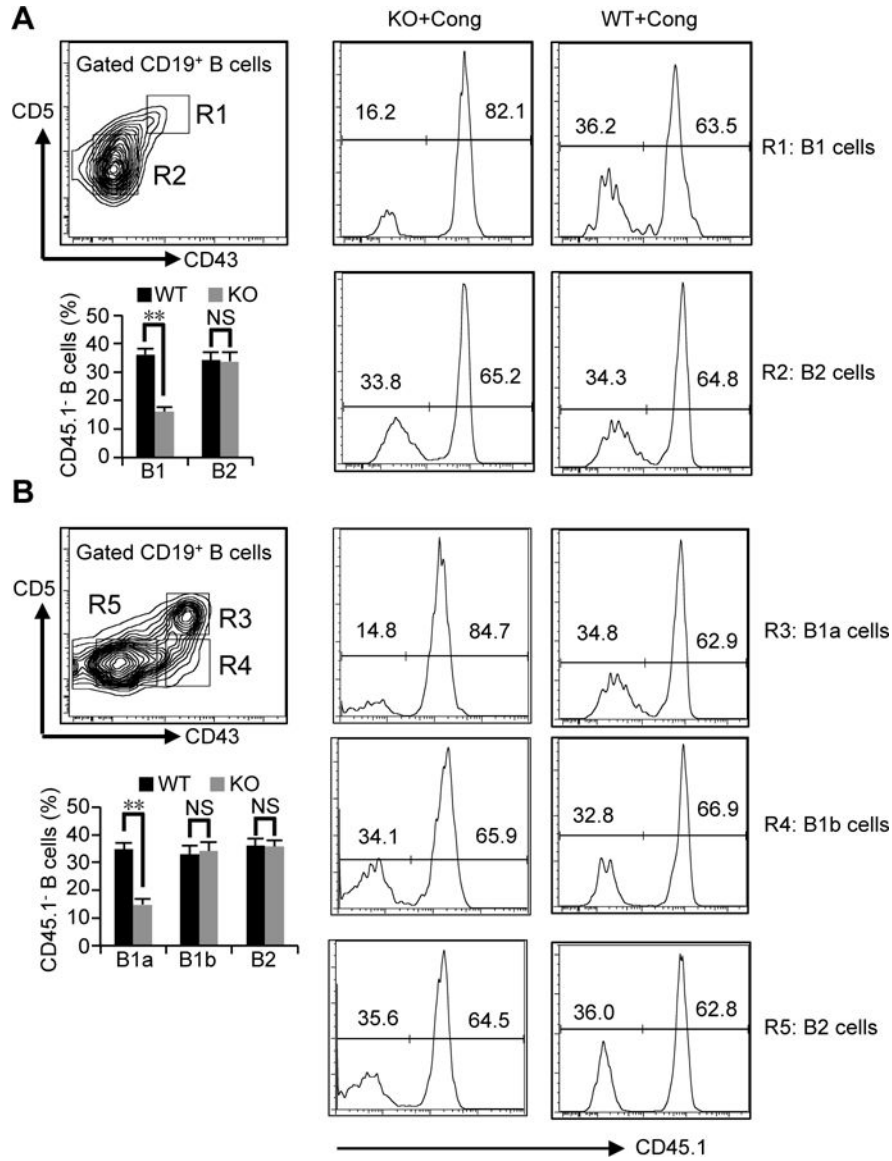 A
KO+Cong
WT+Cong
Gated CD19⁺ B cells
CD5
R1
R2
CD43
16.2
82.1
36.2
63.5
R1: B1 cells
WT
KO
CD45.1⁻ B cells (%)
50
40
30
20
10
0
**
NS
B1
B2
33.8
65.2
34.3
64.8
R2: B2 cells
B
Gated CD19⁺ B cells
CD5
R5
R3
R4
CD43
14.8
84.7
34.8
62.9
R3: B1a cells
WT
KO
CD45.1⁻ B cells (%)
50
40
30
20
10
0
**
NS
NS
B1a
B1b
B2
34.1
65.9
32.8
66.9
R4: B1b cells
35.6
64.5
36.0
62.8
R5: B2 cells
CD45.1